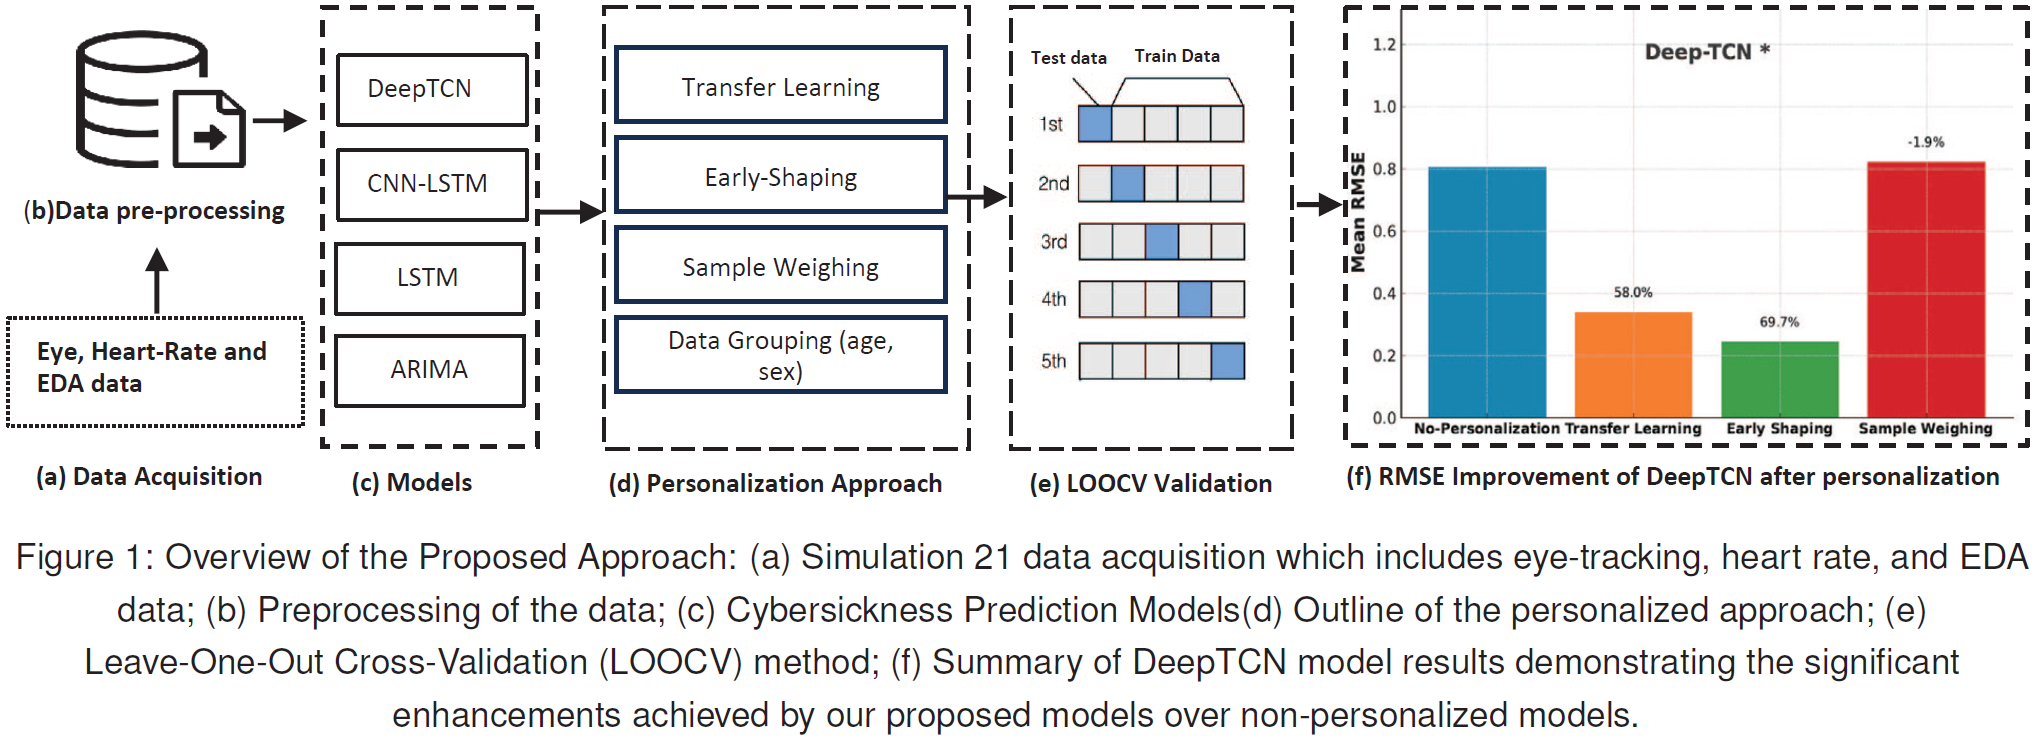 (b)Data pre-processing
Eye, Heart-Rate and
EDA data
(a) Data Acquisition
DeepTCN
CNN-LSTM
LSTM
ARIMA
(c) Models
Transfer Learning
Early-Shaping
Sample Weighing
Data Grouping (age,
sex)
(d) Personalization Approach
Test data
Train Data
1st
2nd
3rd
4th
5th
(e) LOOCV Validation
Deep-TCN *
Mean RMSE
1.2
1.0
0.8
0.6
0.4
0.2
0.0
58.0%
69.7%
-1.9%
No-Personalization Transfer Learning Early Shaping Sample Weighing
(f) RMSE Improvement of DeepTCN after personalization
Figure 1: Overview of the Proposed Approach: (a) Simulation 21 data acquisition which includes eye-tracking, heart rate, and EDA
data; (b) Preprocessing of the data; (c) Cybersickness Prediction Models(d) Outline of the personalized approach; (e)
Leave-One-Out Cross-Validation (LOOCV) method; (f) Summary of DeepTCN model results demonstrating the significant
enhancements achieved by our proposed models over non-personalized models.